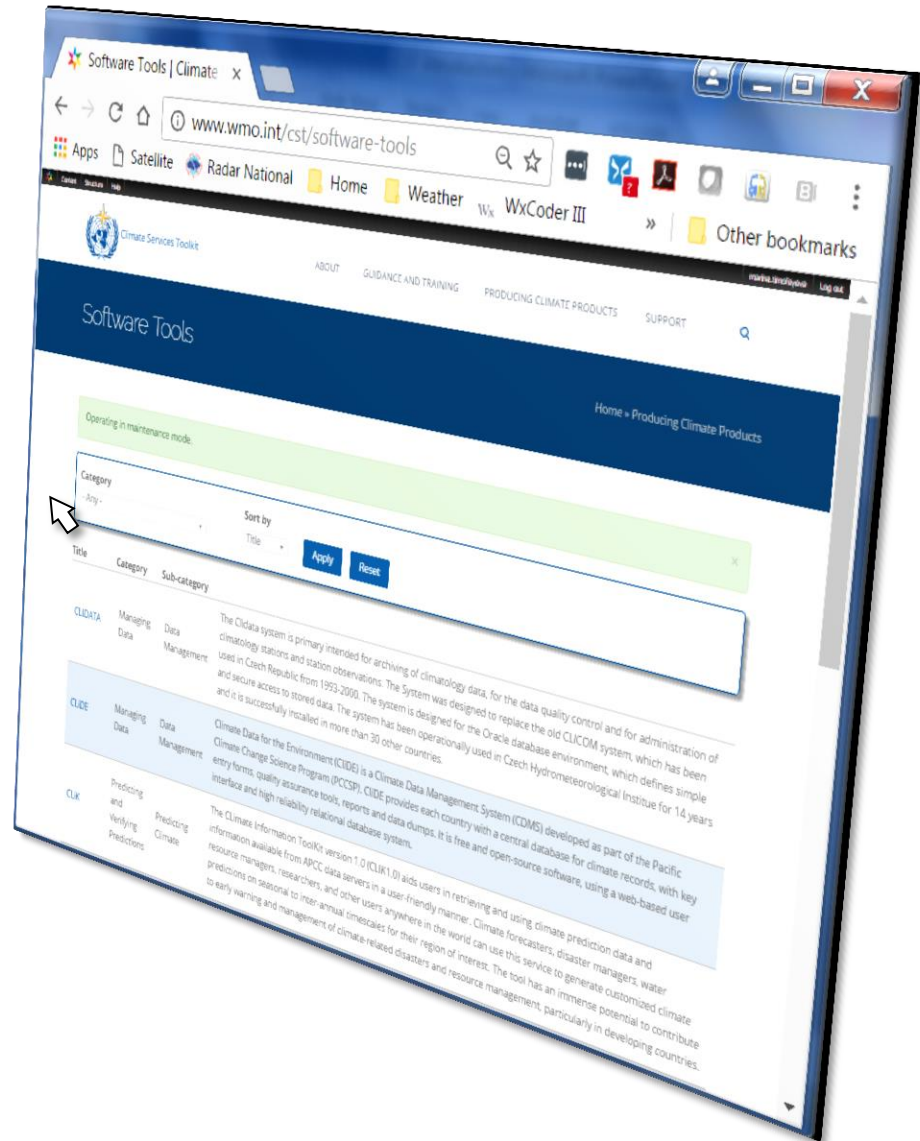 Software Tools | Climate
www.wmo.int/cst/software-tools
Apps Satellite Radar National Home Weather WxCoder III » Other bookmarks
Contact Structure Help
marina.timofeyeva Log out
Climate Services Toolkit
ABOUT GUIDANCE AND TRAINING PRODUCING CLIMATE PRODUCTS SUPPORT
Software Tools
Home » Producing Climate Products
Operating in maintenance mode.
Category
- Any -
Sort by
Title
Apply Reset
Title Category Sub-category
CLIDATA
Managing
Data
Data
Management
The Clidata system is primary intended for archiving of climatology data, for the data quality control and for administration of
climatology stations and station observations. The System was designed to replace the old CLICOM system, which has been
used in Czech Republic from 1993-2000. The system is designed for the Oracle database environment, which defines simple
and secure access to stored data. The system has been operationally used in Czech Hydrometeorological Institue for 14 years
and it is successfully installed in more than 30 other countries.
CLiDE
Managing
Data
Data
Management
Climate Data for the Environment (CliDE) is a Climate Data Management System (CDMS) developed as part of the Pacific
Climate Change Science Program (PCCSP). CliDE provides each country with a central database for climate records, with key
entry forms, quality assurance tools, reports and data dumps. It is free and open-source software, using a web-based user
interface and high reliability relational database system.
CLIK
Predicting
and
Verifying
Predictions
Predicting
Climate
The CLimate Information ToolKit version 1.0 (CLIK1.0) aids users in retrieving and using climate prediction data and
information available from APCC data servers in a user-friendly manner. Climate forecasters, disaster managers, water
resource managers, researchers, and other users anywhere in the world can use this service to generate customized climate
predictions on seasonal to inter-annual timescales for their region of interest. The tool has an immense potential to contribute
to early warning and management of climate-related disasters and resource management, particularly in developing countries.